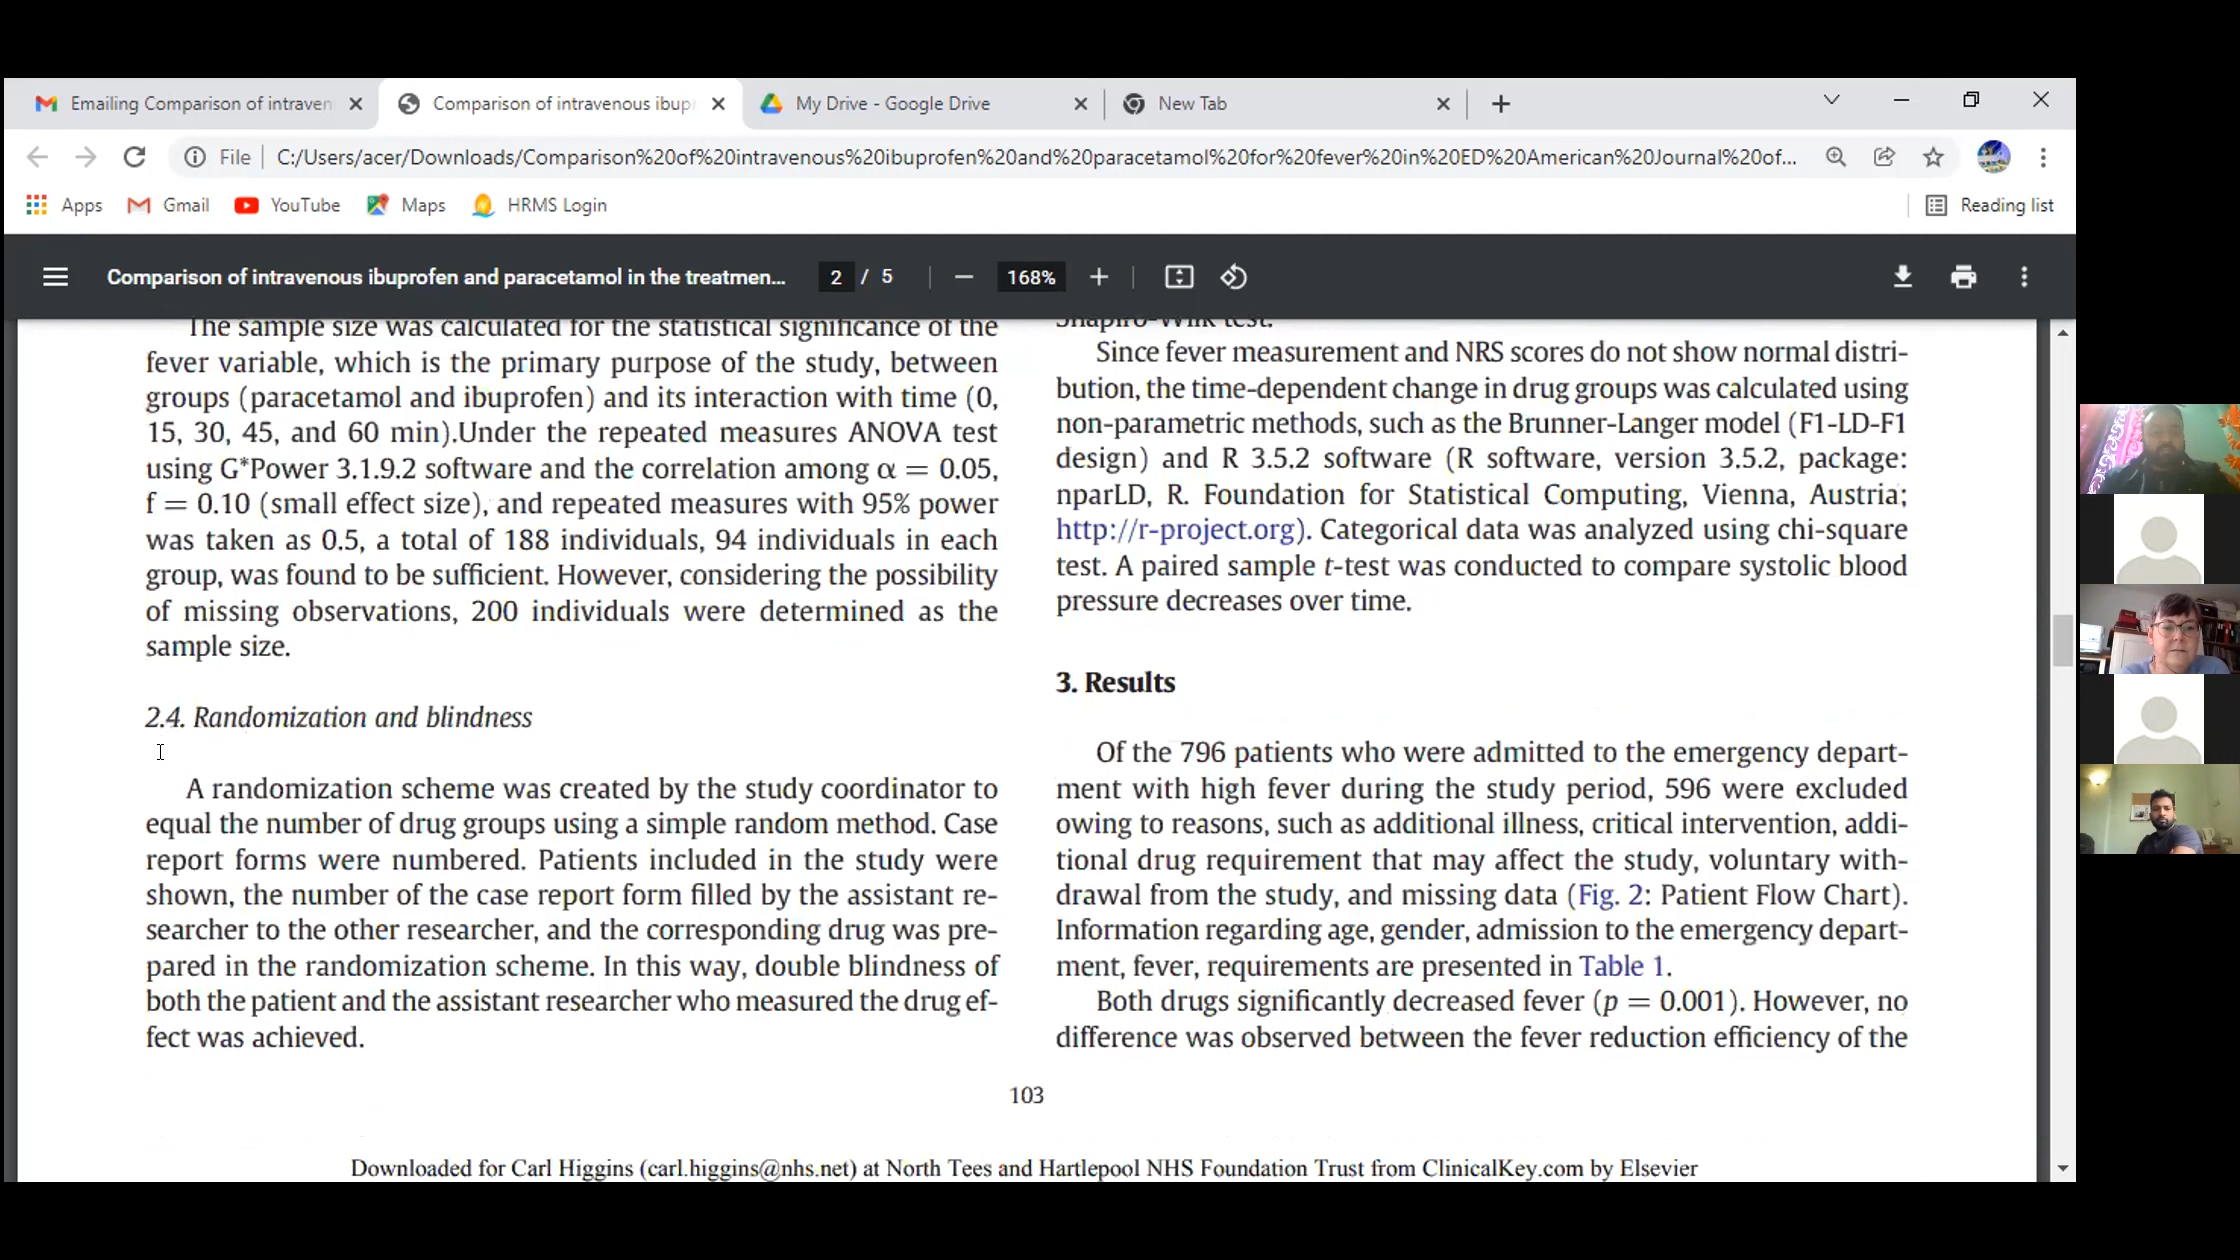 Emailing Comparison of intraven
Comparison of intravenous ibupr
My Drive - Google Drive
New Tab
File
C:/Users/acer/Downloads/Comparison%20of%20intravenous%20ibuprofen%20and%20paracetamol%20for%20fever%20in%20ED%20American%20Journal%20of...
Apps
Gmail
YouTube
Maps
HRMS Login
Reading list
Comparison of intravenous ibuprofen and paracetamol in the treatmen...
2 / 5
168%
The sample size was calculated for the statistical significance of the
fever variable, which is the primary purpose of the study, between
groups (paracetamol and ibuprofen) and its interaction with time (0,
15, 30, 45, and 60 min).Under the repeated measures ANOVA test
using G*Power 3.1.9.2 software and the correlation among α = 0.05,
f = 0.10 (small effect size), and repeated measures with 95% power
was taken as 0.5, a total of 188 individuals, 94 individuals in each
group, was found to be sufficient. However, considering the possibility
of missing observations, 200 individuals were determined as the
sample size.
2.4. Randomization and blindness
A randomization scheme was created by the study coordinator to
equal the number of drug groups using a simple random method. Case
report forms were numbered. Patients included in the study were
shown, the number of the case report form filled by the assistant re-
searcher to the other researcher, and the corresponding drug was pre-
pared in the randomization scheme. In this way, double blindness of
both the patient and the assistant researcher who measured the drug ef-
fect was achieved.
Shapiro-Wilk test.
Since fever measurement and NRS scores do not show normal distri-
bution, the time-dependent change in drug groups was calculated using
non-parametric methods, such as the Brunner-Langer model (F1-LD-F1
design) and R 3.5.2 software (R software, version 3.5.2, package:
nparLD, R. Foundation for Statistical Computing, Vienna, Austria;
http://r-project.org). Categorical data was analyzed using chi-square
test. A paired sample t-test was conducted to compare systolic blood
pressure decreases over time.
3. Results
Of the 796 patients who were admitted to the emergency depart-
ment with high fever during the study period, 596 were excluded
owing to reasons, such as additional illness, critical intervention, addi-
tional drug requirement that may affect the study, voluntary with-
drawal from the study, and missing data (Fig. 2: Patient Flow Chart).
Information regarding age, gender, admission to the emergency depart-
ment, fever, requirements are presented in Table 1.
Both drugs significantly decreased fever (p = 0.001). However, no
difference was observed between the fever reduction efficiency of the
103
Downloaded for Carl Higgins (carl.higgins@nhs.net) at North Tees and Hartlepool NHS Foundation Trust from ClinicalKey.com by Elsevier